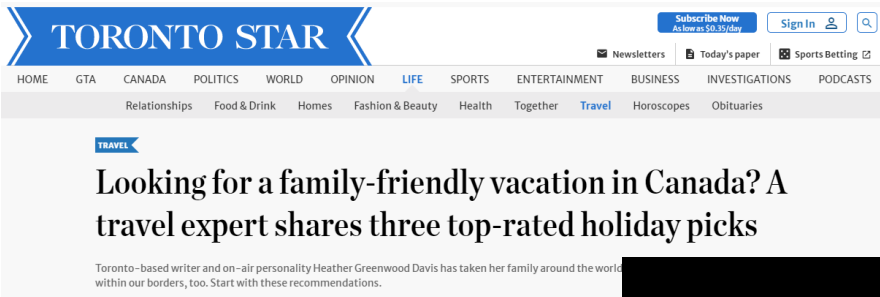 TORONTO STAR
Subscribe Now
As low as $0.35/day
Sign In
Newsletters
Today's paper
Sports Betting
HOME GTA CANADA POLITICS WORLD OPINION LIFE SPORTS ENTERTAINMENT BUSINESS INVESTIGATIONS PODCASTS
Relationships Food & Drink Homes Fashion & Beauty Health Together Travel Horoscopes Obituaries
TRAVEL
Looking for a family-friendly vacation in Canada? A
travel expert shares three top-rated holiday picks
Toronto-based writer and on-air personality Heather Greenwood Davis has taken her family around the world
within our borders, too. Start with these recommendations.